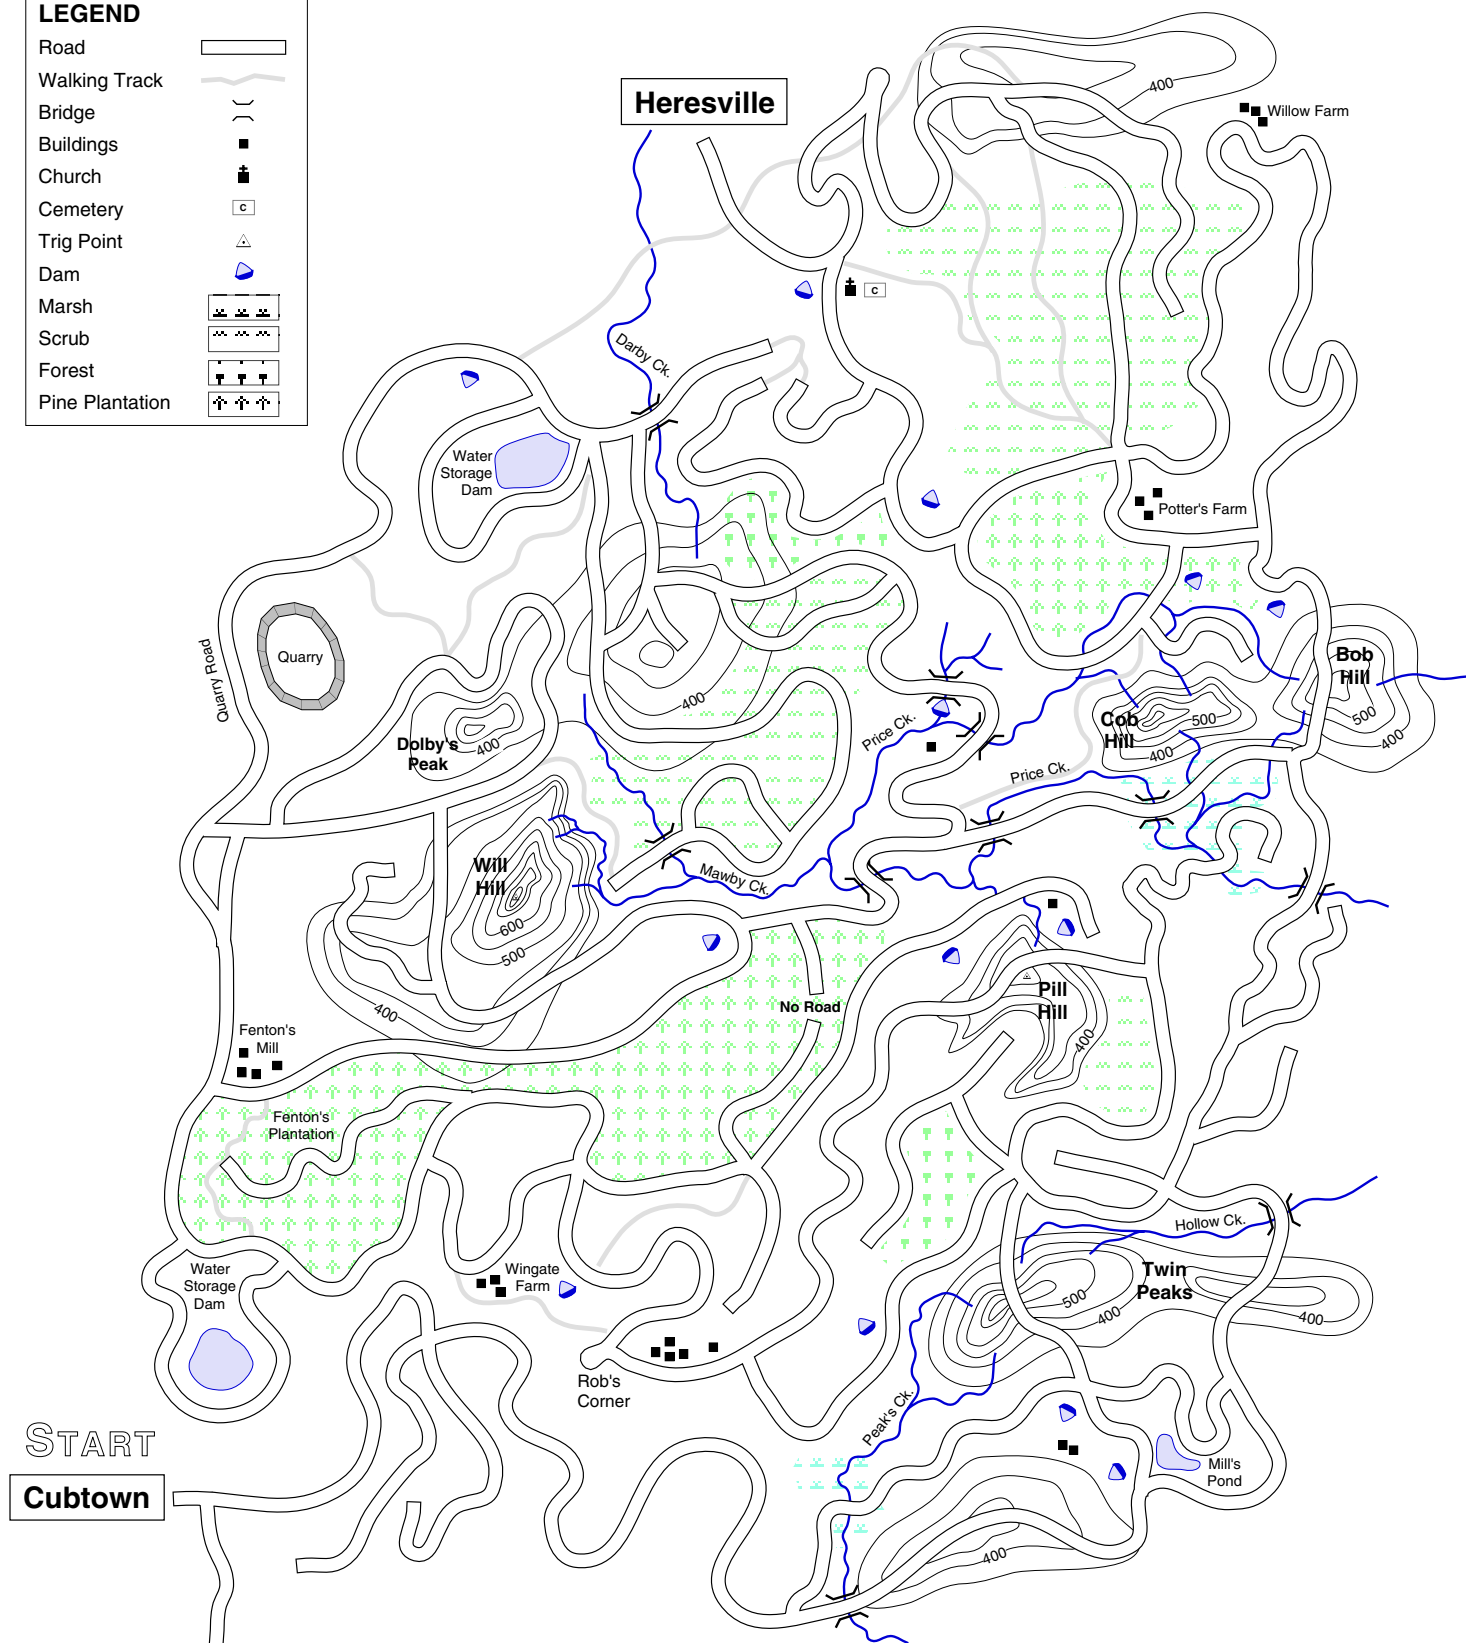 LEGEND
Road
Walking Track
Bridge
Buildings
Church
Cemetery
C
Trig Point
Dam
Marsh
Scrub
Forest
Pine Plantation
Heresville
400
Willow Farm
C
Darby Ck.
Water
Storage
Dam
Potter's Farm
Quarry
Quarry Road
Bob
Hill
500
400
400
Dolby's
Peak
400
Price Ck.
Cob
Hill
500
400
Price Ck.
Will
Hill
600
500
400
Mawby Ck.
No Road
Pill
Hill
400
Fenton's
Mill
Fenton's
Plantation
Hollow Ck.
Water
Storage
Dam
Wingate
Farm
Twin
Peaks
500
400
400
Rob's
Corner
Peak's Ck.
START
Cubtown
Mill's
Pond
400